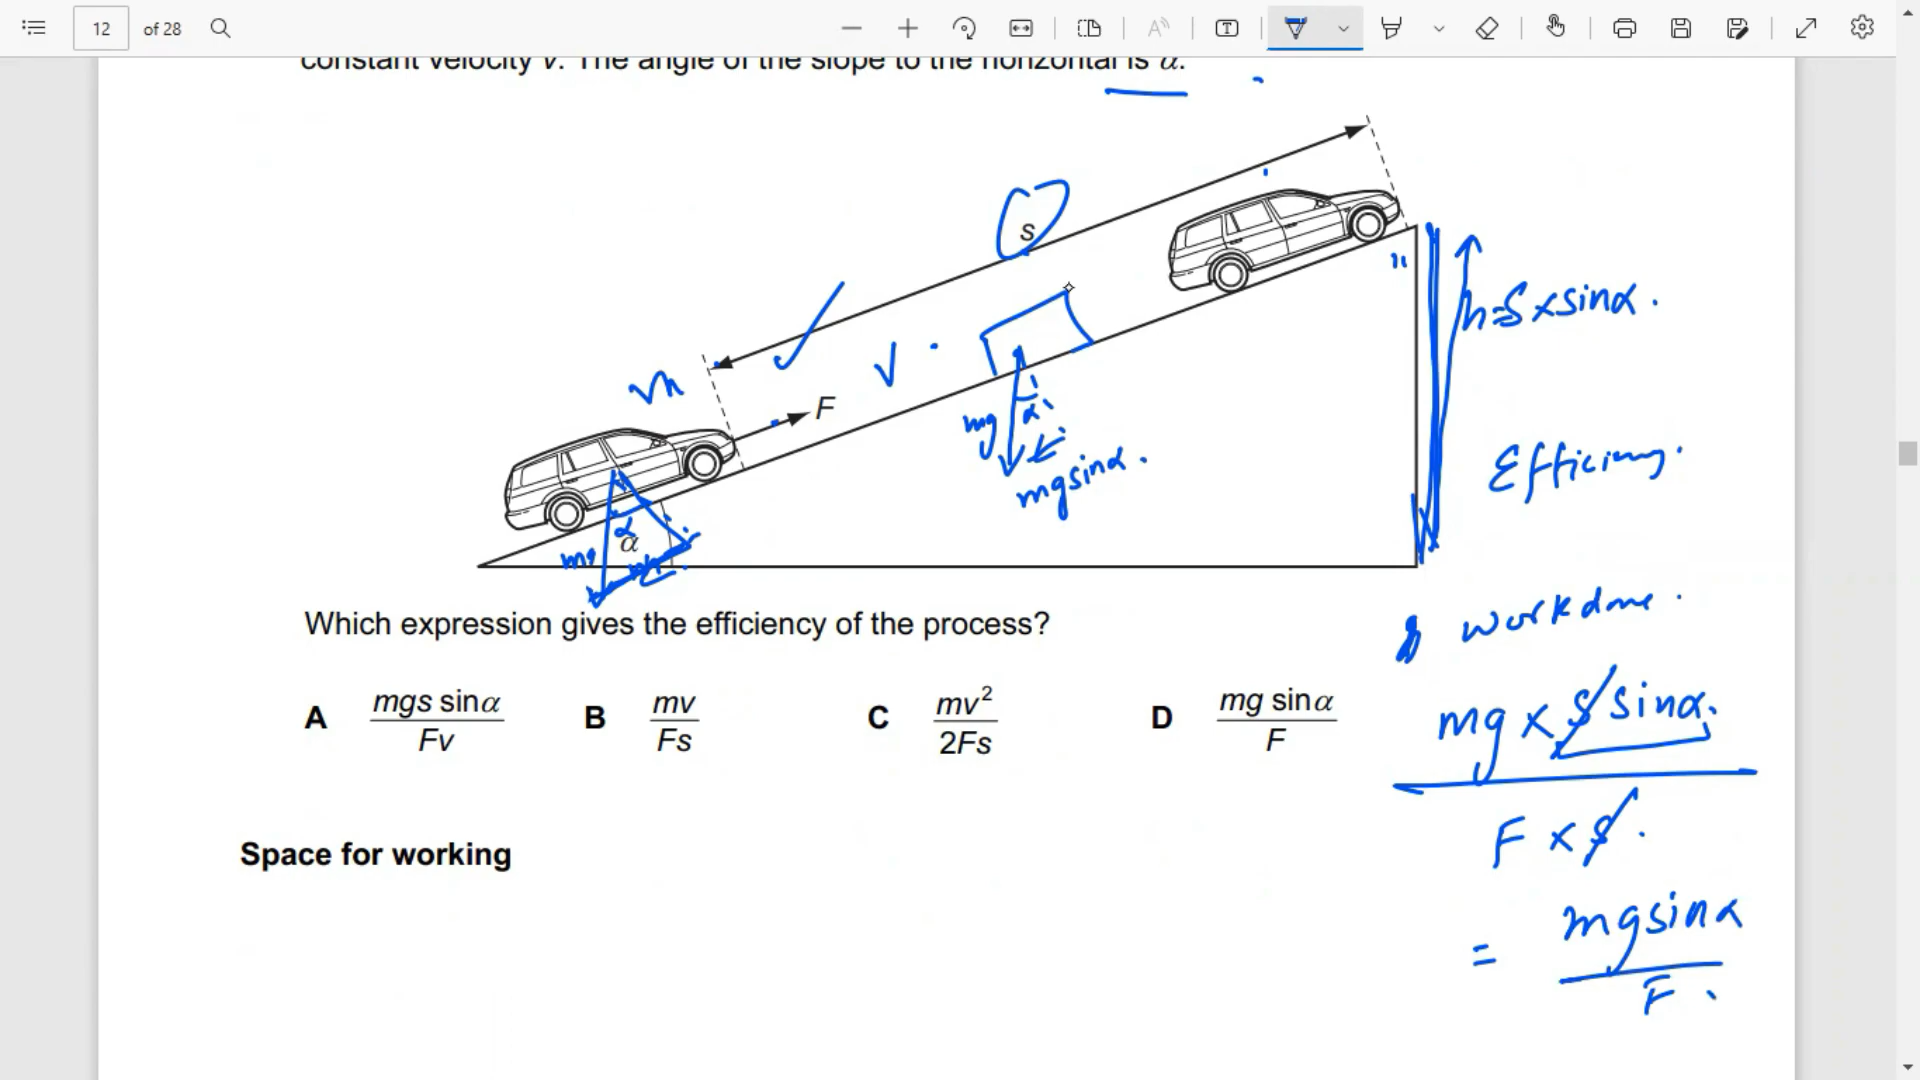 12 of 28
constant velocity v. The angle of the slope to the horizontal is α.
s
h=S x sinα.
V
F
mg
α
mgsinα.
Efficiency.
α
mg
α
workdone.
Which expression gives the efficiency of the process?
A mgs sinα / Fv B mv / Fs C mv² / 2Fs D mg sinα / F
mg x s sinα.
F x s.
Space for working
= mgsinα
F